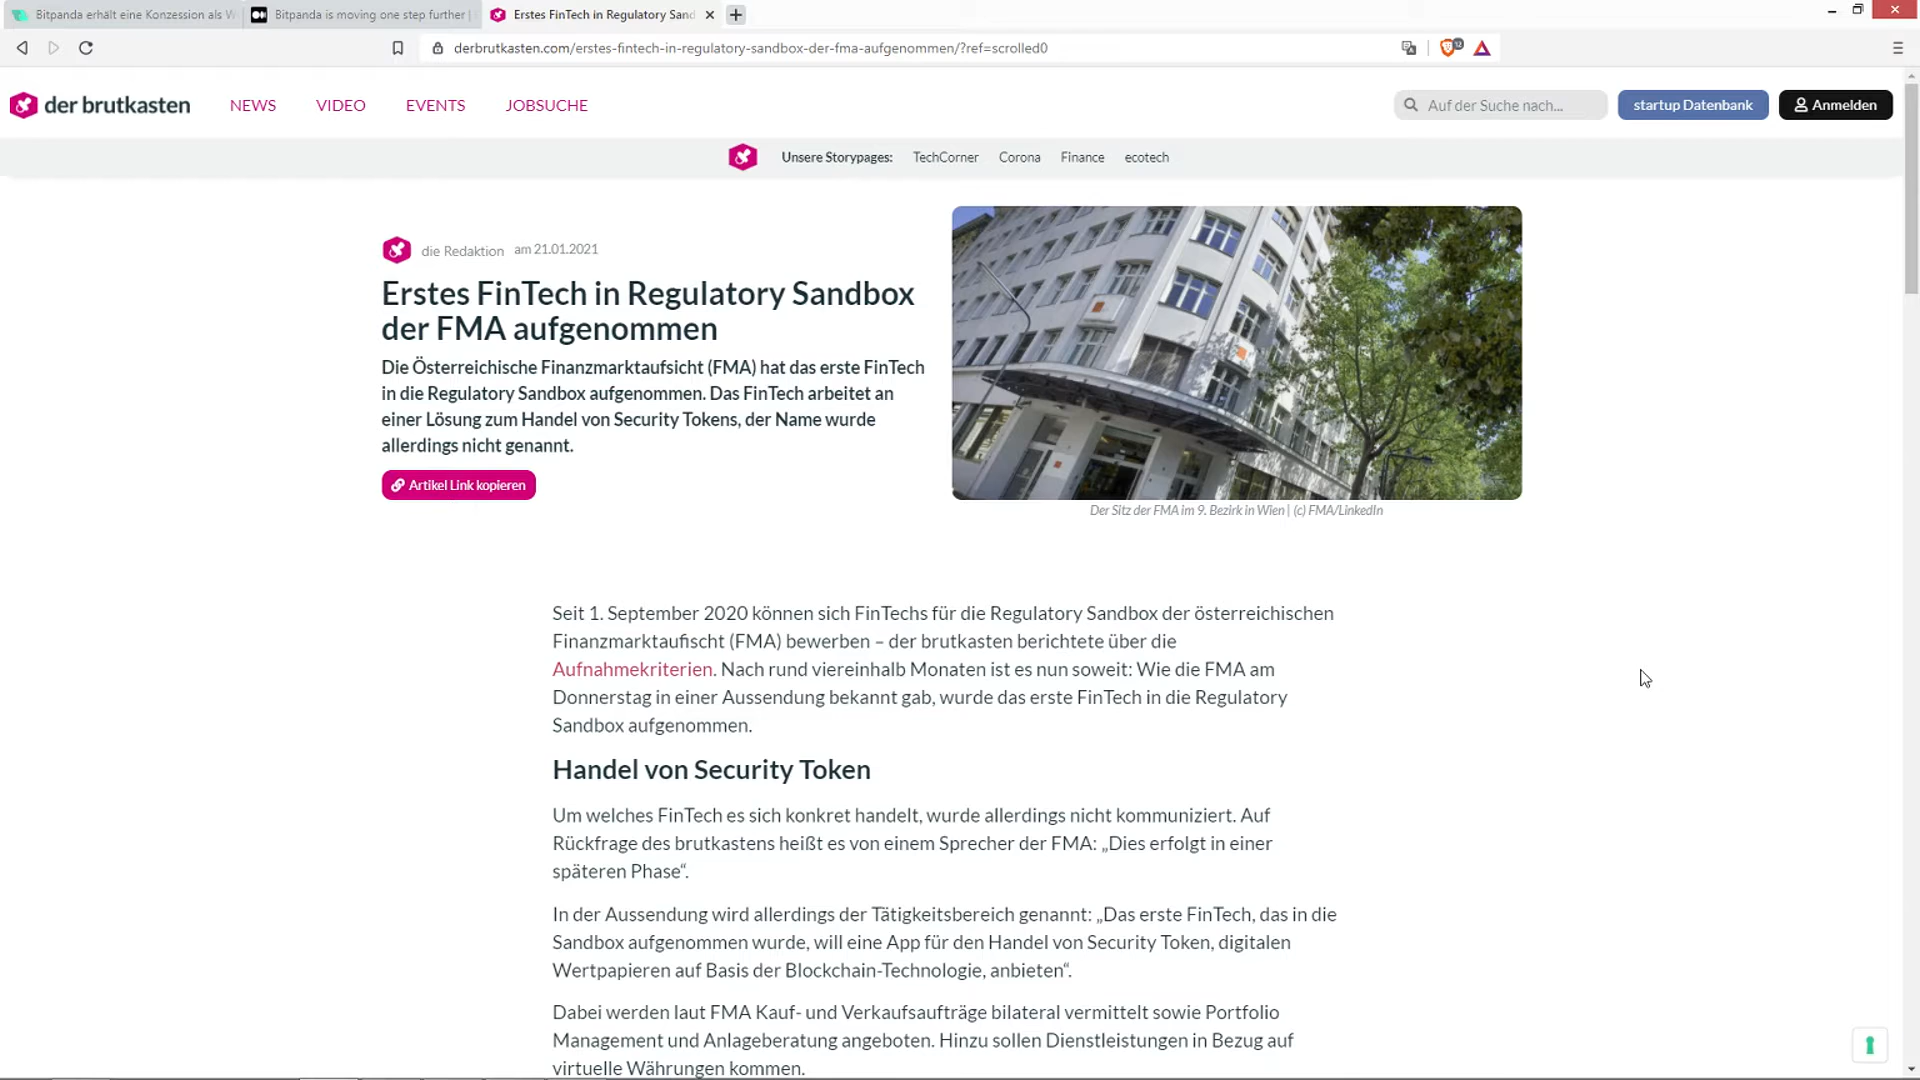 Bitpanda erhält eine Konzession als W
Bitpanda is moving one step further |
Erstes FinTech in Regulatory Sand
derbrutkasten.com/erstes-fintech-in-regulatory-sandbox-der-fma-aufgenommen/?ref=scrolled0
12
der brutkasten
NEWS
VIDEO
EVENTS
JOBSUCHE
Auf der Suche nach...
startup Datenbank
Anmelden
Unsere Storypages:
TechCorner
Corona
Finance
ecotech
die Redaktion am 21.01.2021
Erstes FinTech in Regulatory Sandbox
der FMA aufgenommen
Die Österreichische Finanzmarktaufsicht (FMA) hat das erste FinTech
in die Regulatory Sandbox aufgenommen. Das FinTech arbeitet an
einer Lösung zum Handel von Security Tokens, der Name wurde
allerdings nicht genannt.
Artikel Link kopieren
Der Sitz der FMA im 9. Bezirk in Wien | (c) FMA/LinkedIn
Seit 1. September 2020 können sich FinTechs für die Regulatory Sandbox der österreichischen
Finanzmarktaufischt (FMA) bewerben – der brutkasten berichtete über die
Aufnahmekriterien. Nach rund viereinhalb Monaten ist es nun soweit: Wie die FMA am
Donnerstag in einer Aussendung bekannt gab, wurde das erste FinTech in die Regulatory
Sandbox aufgenommen.
Handel von Security Token
Um welches FinTech es sich konkret handelt, wurde allerdings nicht kommuniziert. Auf
Rückfrage des brutkastens heißt es von einem Sprecher der FMA: „Dies erfolgt in einer
späteren Phase“.
In der Aussendung wird allerdings der Tätigkeitsbereich genannt: „Das erste FinTech, das in die
Sandbox aufgenommen wurde, will eine App für den Handel von Security Token, digitalen
Wertpapieren auf Basis der Blockchain-Technologie, anbieten“.
Dabei werden laut FMA Kauf- und Verkaufsaufträge bilateral vermittelt sowie Portfolio
Management und Anlageberatung angeboten. Hinzu sollen Dienstleistungen in Bezug auf
virtuelle Währungen kommen.